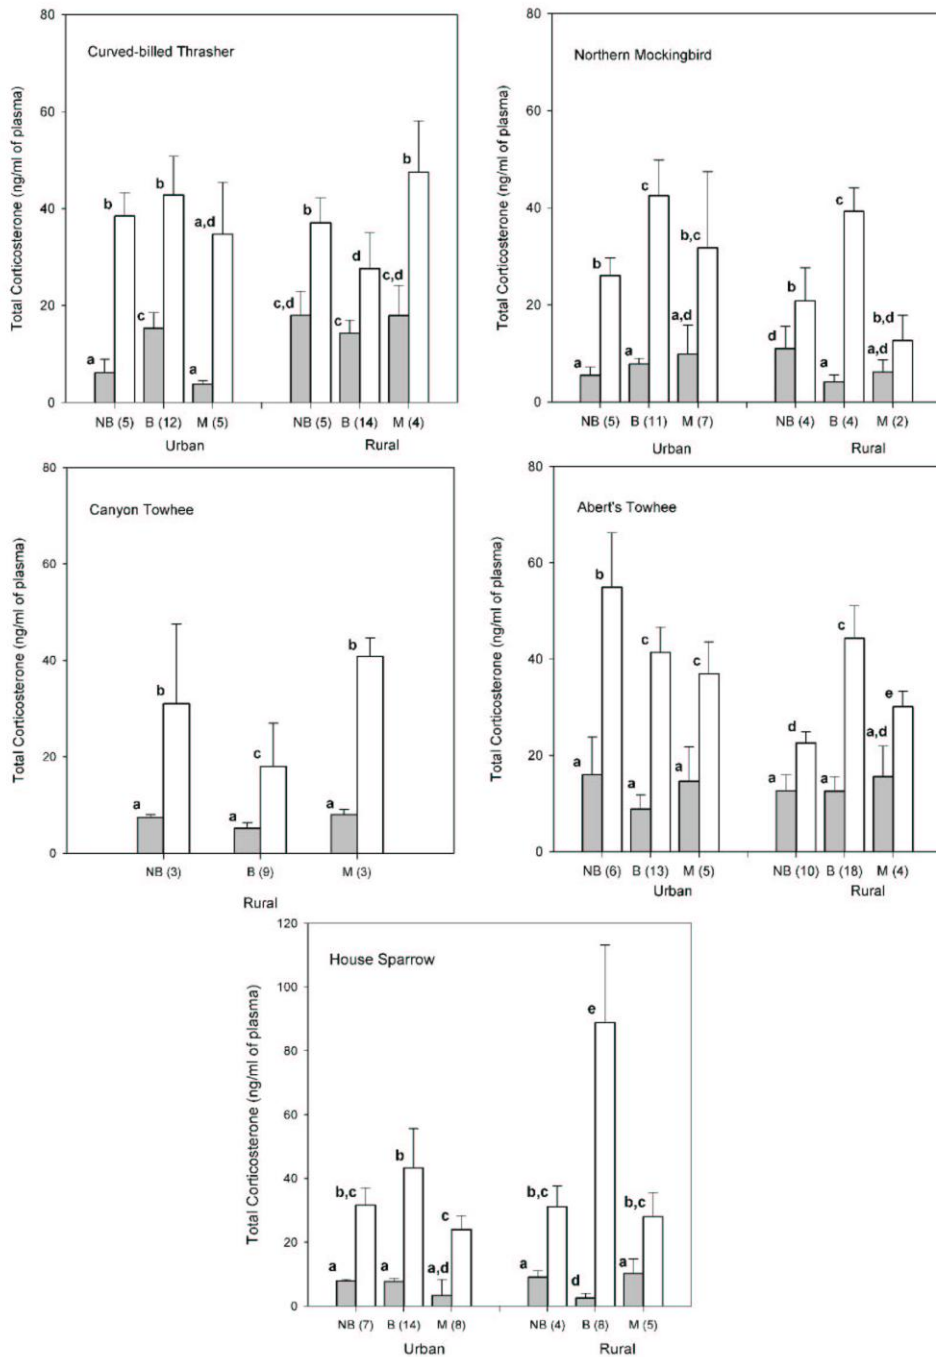 80
60
40
20
0
Total Corticosterone (ng/ml of plasma)
Curved-billed Thrasher
a
b
c
b
a
a,d
c,d
b
c
d
c,d
b
NB (5)
B (12)
M (5)
NB (5)
B (14)
M (4)
Urban
Rural
80
60
40
20
0
Total Corticosterone (ng/ml of plasma)
Northern Mockingbird
a
b
a
c
a,d
b,c
d
b
a
c
a,d
b,d
NB (5)
B (11)
M (7)
NB (4)
B (4)
M (2)
Urban
Rural
80
60
40
20
0
Total Corticosterone (ng/ml of plasma)
Canyon Towhee
a
b
a
c
a
b
NB (3)
B (9)
M (3)
Rural
80
60
40
20
0
Total Corticosterone (ng/ml of plasma)
Abert's Towhee
a
b
a
c
a
c
a
d
a
c
a,d
e
NB (6)
B (13)
M (5)
NB (10)
B (18)
M (4)
Urban
Rural
120
100
80
60
40
20
0
Total Corticosterone (ng/ml of plasma)
House Sparrow
a
b,c
a
b
a,d
c
a
b,c
d
e
a
b,c
NB (7)
B (14)
M (8)
NB (4)
B (8)
M (5)
Urban
Rural